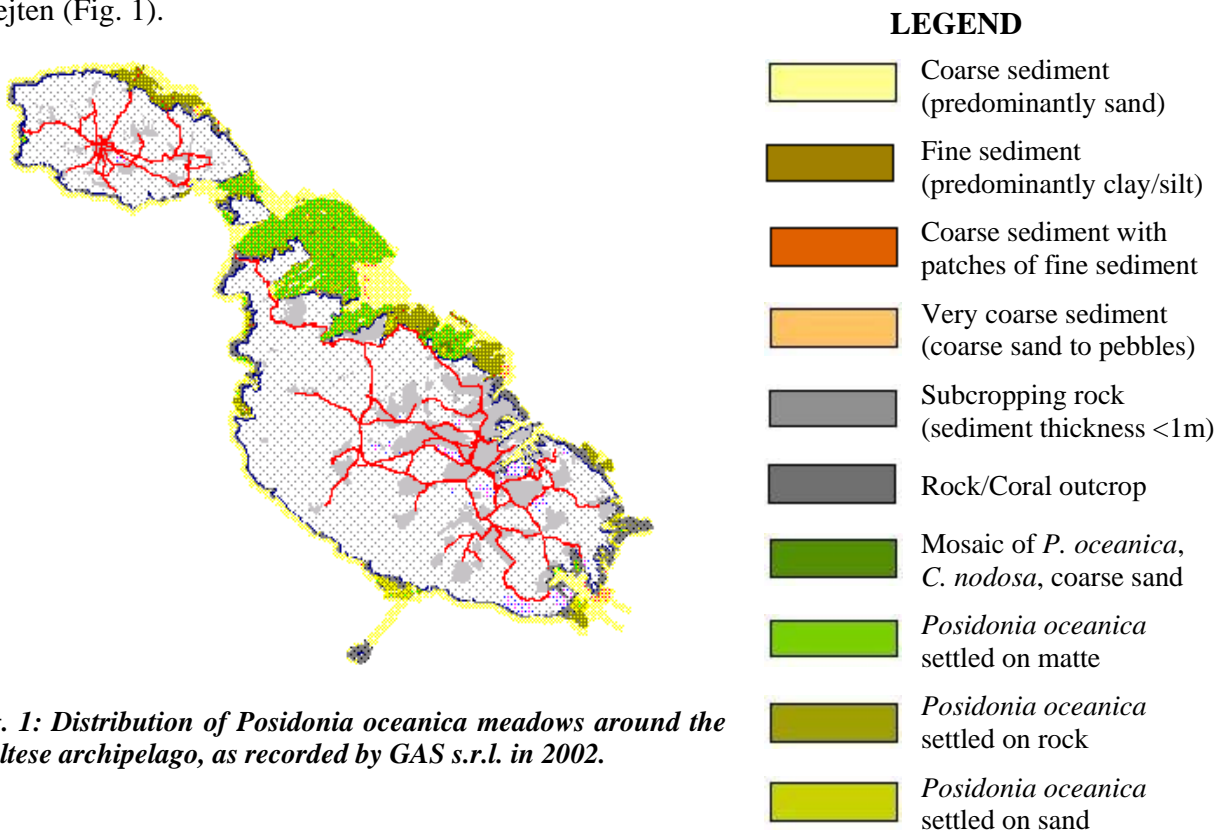 ejten (Fig. 1).
LEGEND
Coarse sediment
(predominantly sand)
Fine sediment
(predominantly clay/silt)
Coarse sediment with
patches of fine sediment
Very coarse sediment
(coarse sand to pebbles)
Subcropping rock
(sediment thickness <1m)
Rock/Coral outcrop
Mosaic of P. oceanica,
C. nodosa, coarse sand
Posidonia oceanica
settled on matte
Posidonia oceanica
settled on rock
Posidonia oceanica
settled on sand
. 1: Distribution of Posidonia oceanica meadows around the
ltese archipelago, as recorded by GAS s.r.l. in 2002.